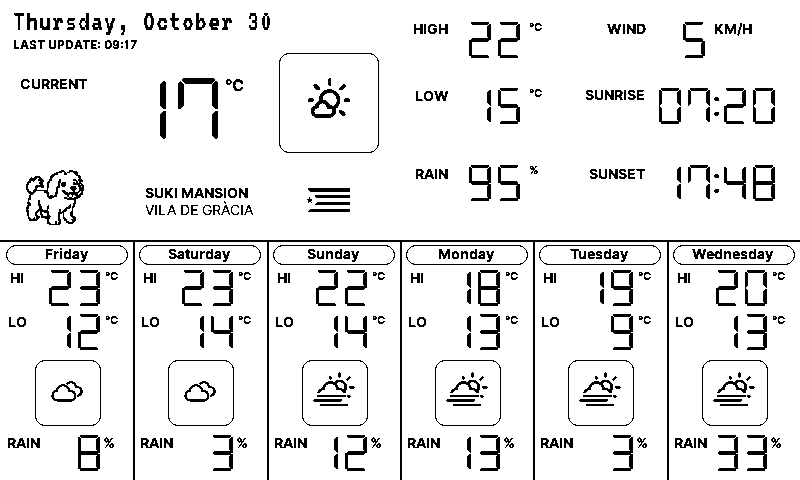 Thursday, October 30
LAST UPDATE: 09:17
CURRENT 17 °C
SUKI MANSION
VILA DE GRÀCIA
HIGH 22 °C
LOW 15 °C
RAIN 95 %
WIND 5 KM/H
SUNRISE 07:20
SUNSET 17:48
Friday
HI 23 °C
LO 12 °C
RAIN 8 %
Saturday
HI 23 °C
LO 14 °C
RAIN 3 %
Sunday
HI 22 °C
LO 14 °C
RAIN 12 %
Monday
HI 18 °C
LO 13 °C
RAIN 13 %
Tuesday
HI 19 °C
LO 9 °C
RAIN 3 %
Wednesday
HI 20 °C
LO 13 °C
RAIN 33 %